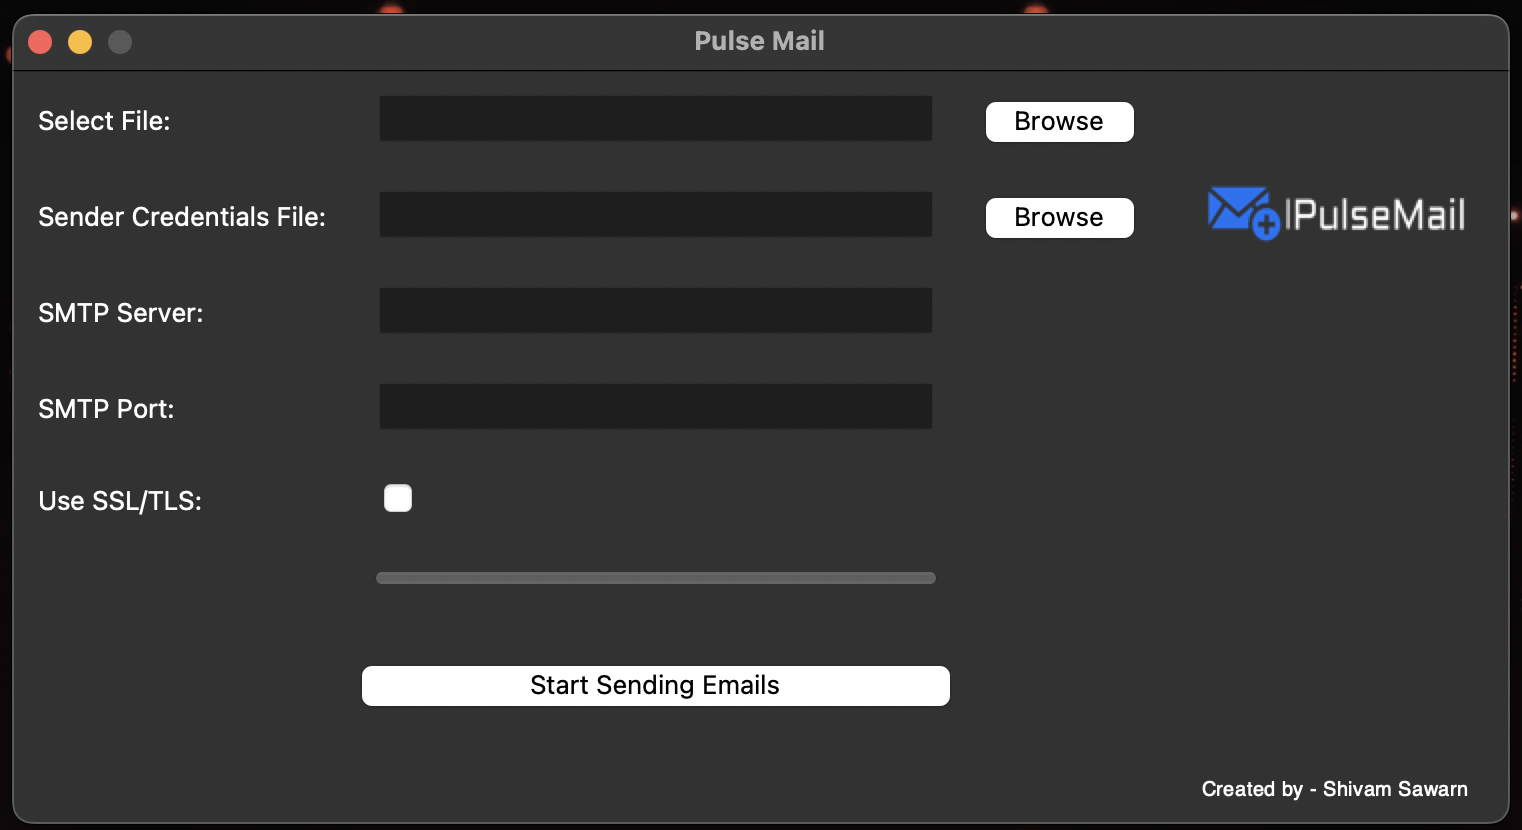 Pulse Mail
Select File:
Browse
Sender Credentials File:
Browse
IPulseMail
SMTP Server:
SMTP Port:
Use SSL/TLS:
Start Sending Emails
Created by - Shivam Sawarn